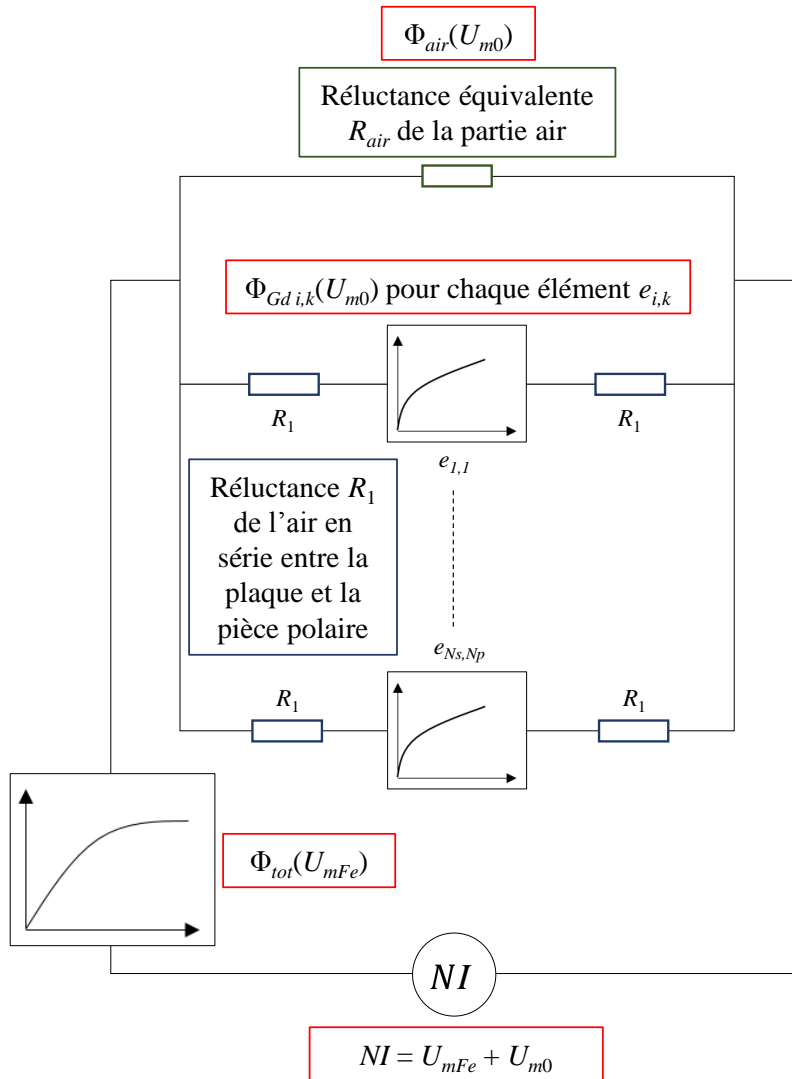 Φair(Um0)
Réluctance équivalente
Rair de la partie air
ΦGd i,k(Um0) pour chaque élément ei,k
R1
R1
e1,1
Réluctance R1
de l’air en
série entre la
plaque et la
pièce polaire
eNs,Np
R1
R1
Φtot(UmFe)
NI
NI = UmFe + Um0